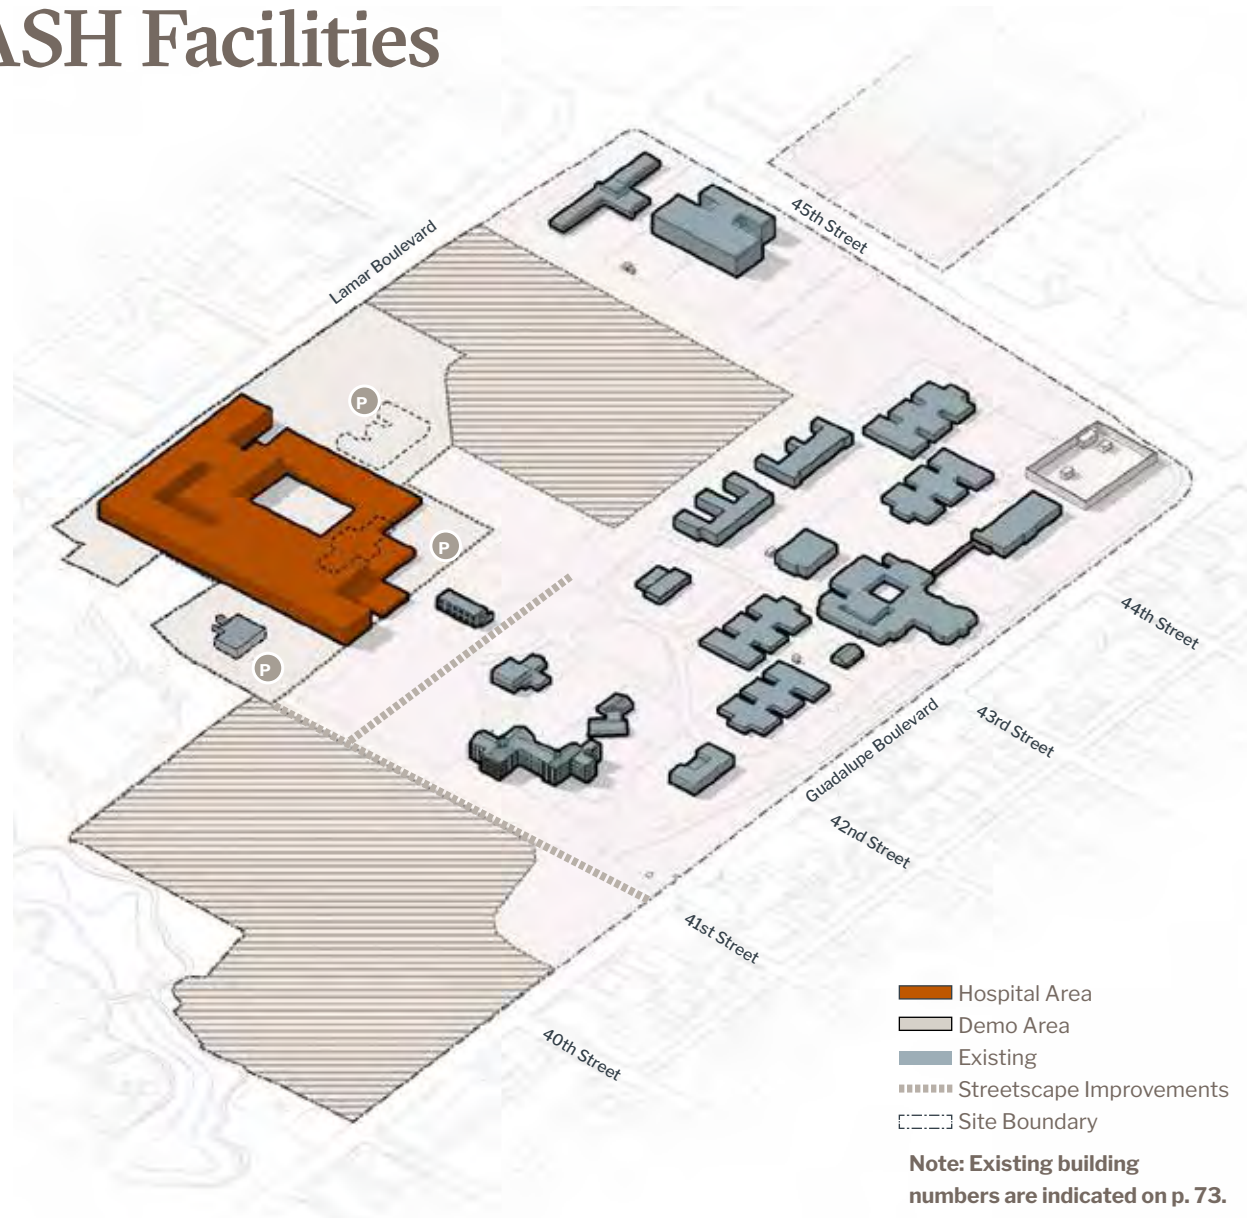 ASH Facilities
45th Street
Lamar Boulevard
P
P
P
44th Street
43rd Street
Guadalupe Boulevard
42nd Street
41st Street
40th Street
Hospital Area
Demo Area
Existing
Streetscape Improvements
Site Boundary
Note: Existing building
numbers are indicated on p. 73.